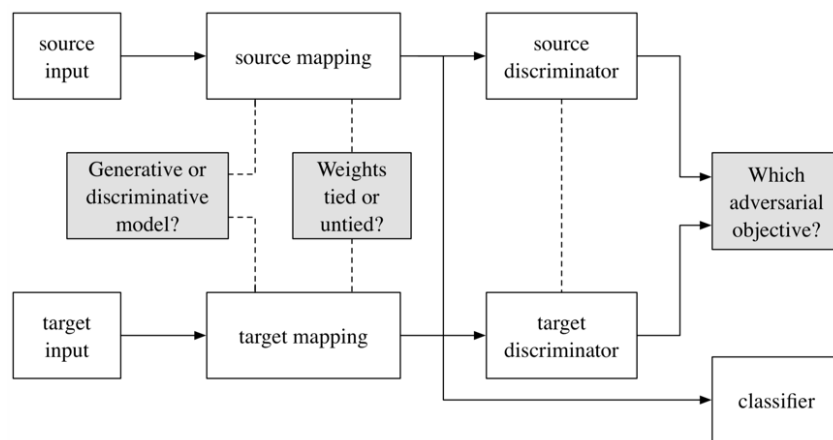 source
input
source mapping
source
discriminator
Generative or
discriminative
model?
Weights
tied or
untied?
Which
adversarial
objective?
target
input
target mapping
target
discriminator
classifier